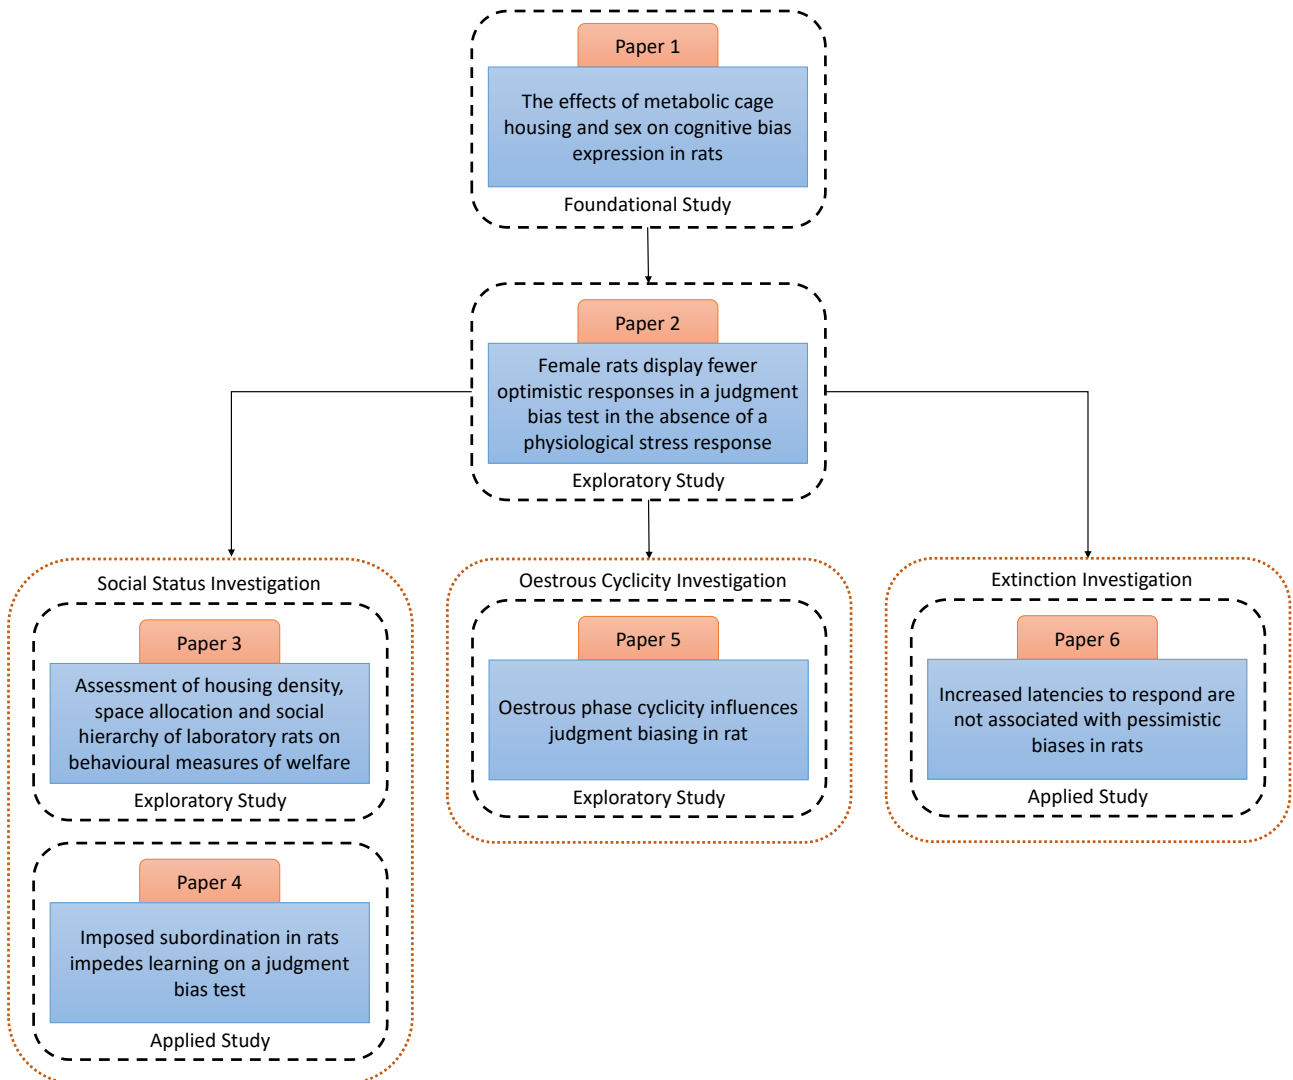 Paper 1
The effects of metabolic cage
housing and sex on cognitive bias
expression in rats
Foundational Study
Paper 2
Female rats display fewer
optimistic responses in a judgment
bias test in the absence of a
physiological stress response
Exploratory Study
Social Status Investigation
Paper 3
Assessment of housing density,
space allocation and social
hierarchy of laboratory rats on
behavioural measures of welfare
Exploratory Study
Paper 4
Imposed subordination in rats
impedes learning on a judgment
bias test
Applied Study
Oestrous Cyclicity Investigation
Paper 5
Oestrous phase cyclicity influences
judgment biasing in rat
Exploratory Study
Extinction Investigation
Paper 6
Increased latencies to respond are
not associated with pessimistic
biases in rats
Applied Study